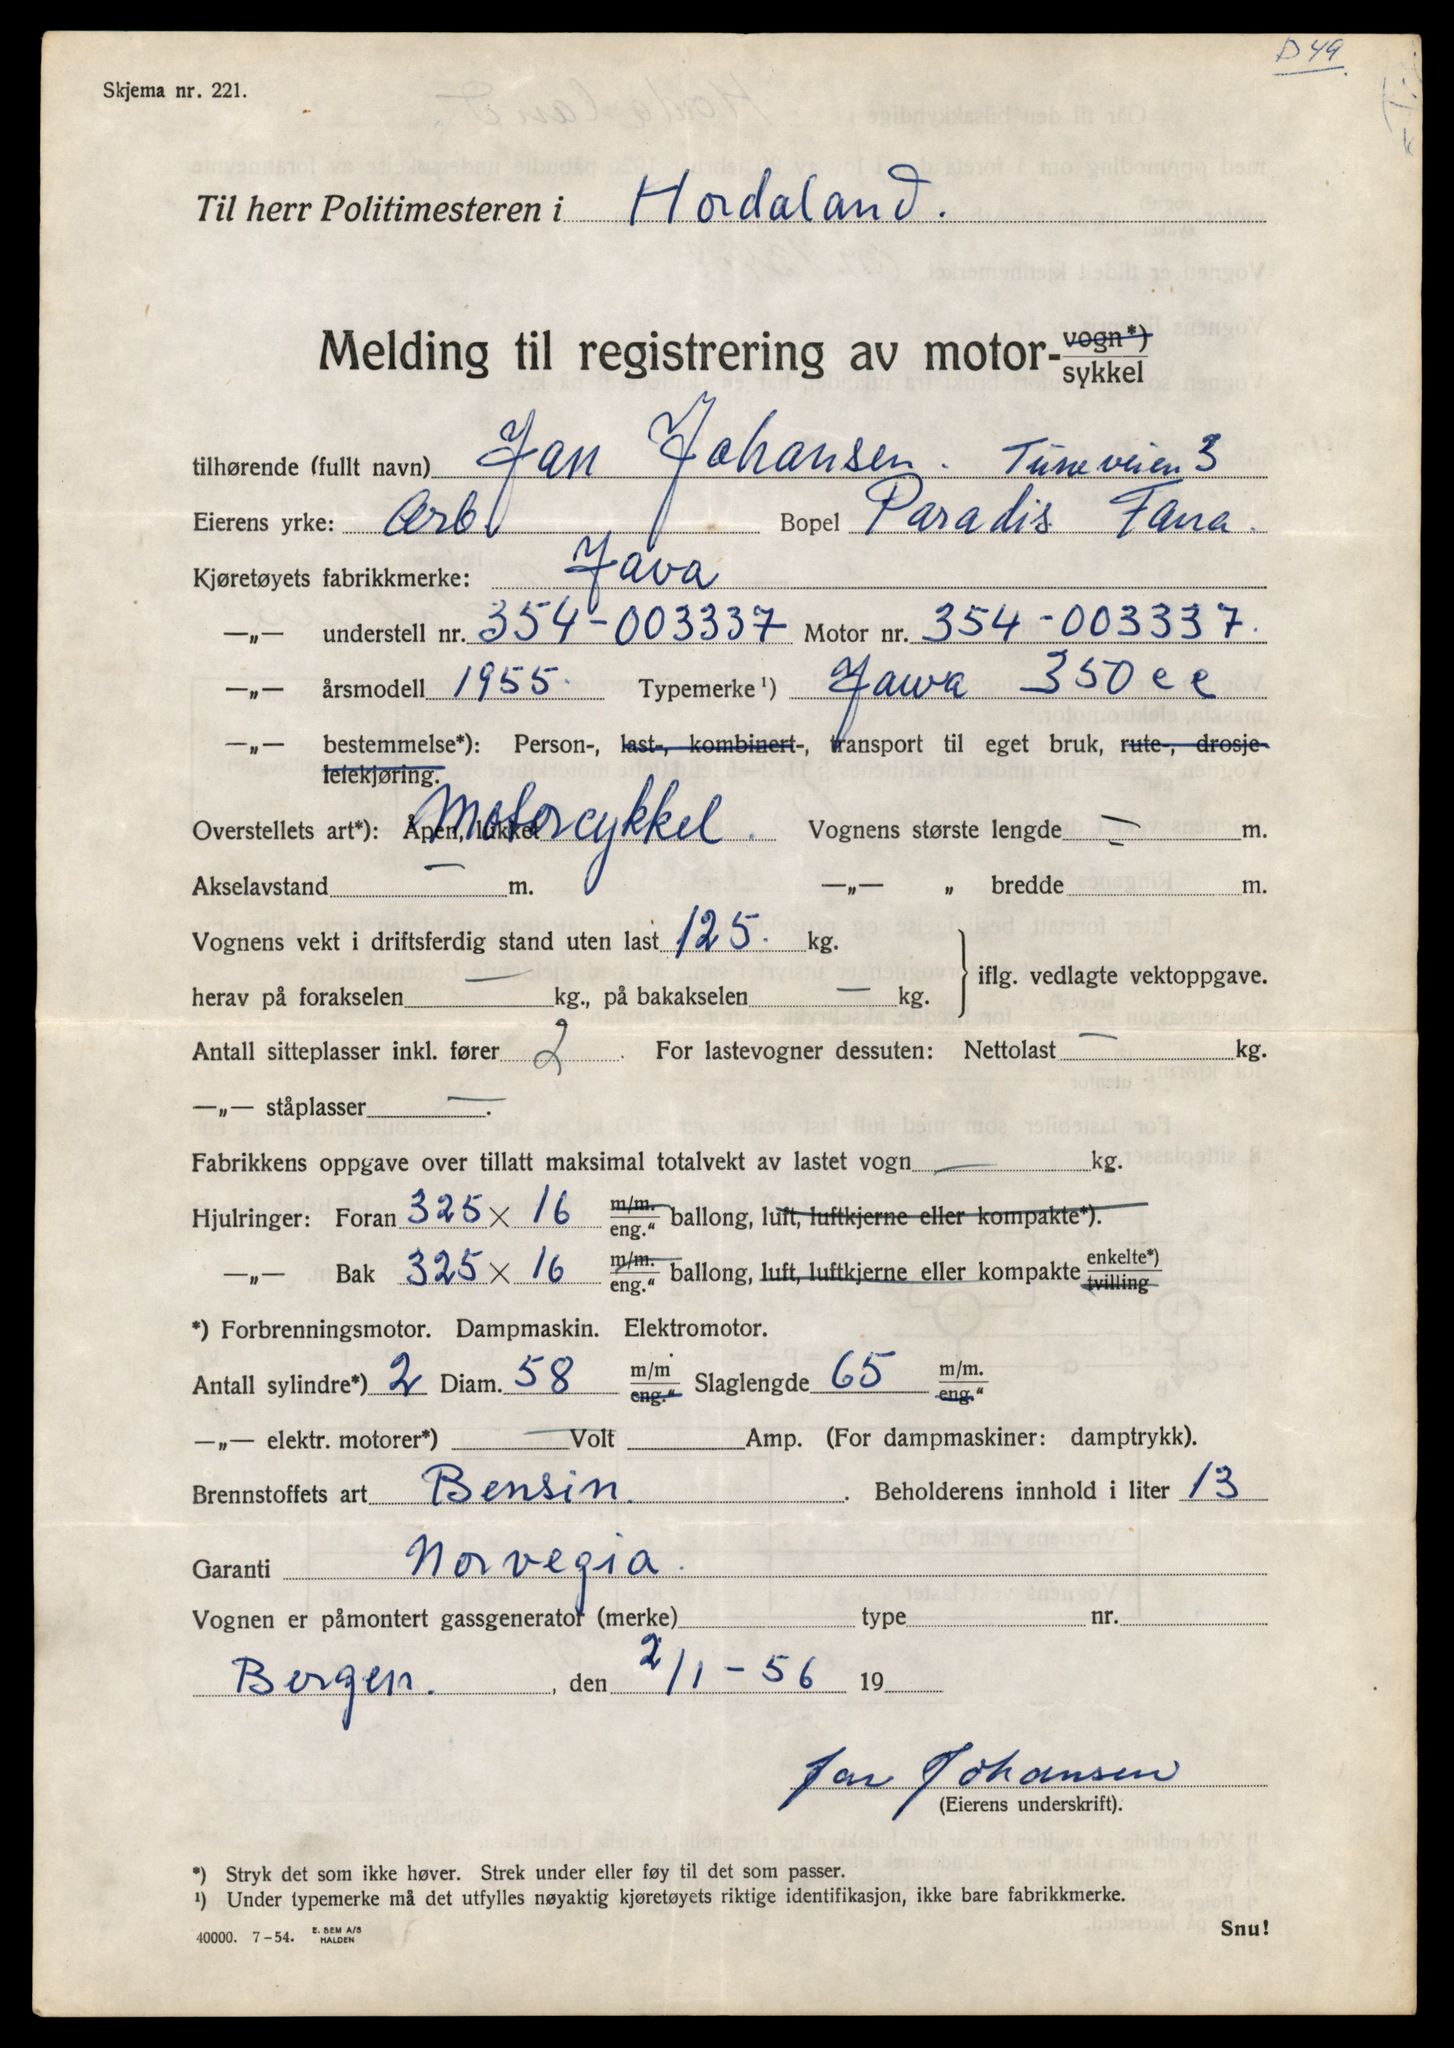 D 49
Skjema nr. 221.
Til herr Politimesteren i Hordaland.
Melding til registrering av motor-vogn*) sykkel
tilhørende (fullt navn) Jan Johansen. Tuneveien 3
Eierens yrke: Arb. Bopel Paradis Fana.
Kjøretøyets fabrikkmerke: Java
—„— understell nr. 354-003337 Motor nr. 354-003337.
—„— årsmodell 1955. Typemerke¹) Jawa 350 cc
—„— bestemmelse*): Person-, last-, kombinert-, transport til eget bruk, rute-, drosje-
leiekjøring.
Overstellets art*): Åpen, lukket Motorcykkel. Vognens største lengde — m.
Akselavstand — m. —„— „ bredde — m.
Vognens vekt i driftsferdig stand uten last 125. kg.
iflg. vedlagte vektoppgave.
herav på forakselen — kg., på bakakselen — kg.
Antall sitteplasser inkl. fører 2. For lastevogner dessuten: Nettolast — kg.
—„— ståplasser —.
Fabrikkens oppgave over tillatt maksimal totalvekt av lastet vogn — kg.
Hjulringer: Foran 325 × 16 m/m. eng.“ ballong, luft, luftkjerne eller kompakte*).
—„— Bak 325 × 16 m/m. eng.“ ballong, luft, luftkjerne eller kompakte enkelte*) tvilling
*) Forbrenningsmotor. Dampmaskin. Elektromotor.
Antall sylindre*) 2 Diam. 58 m/m eng.“ Slaglengde 65 m/m. eng.“
—„— elektr. motorer*) — Volt Amp. (For dampmaskiner: damptrykk).
Brennstoffets art Bensin. Beholderens innhold i liter 13
Garanti Norvegia.
Vognen er påmontert gassgenerator (merke) type nr.
Bergen. , den 2/1-56 19
Jan Johansen
(Eierens underskrift).
*) Stryk det som ikke høver. Strek under eller føy til det som passer.
¹) Under typemerke må det utfylles nøyaktig kjøretøyets riktige identifikasjon, ikke bare fabrikkmerke.
40000. 7-54. E. SEM A/S HALDEN
Snu!